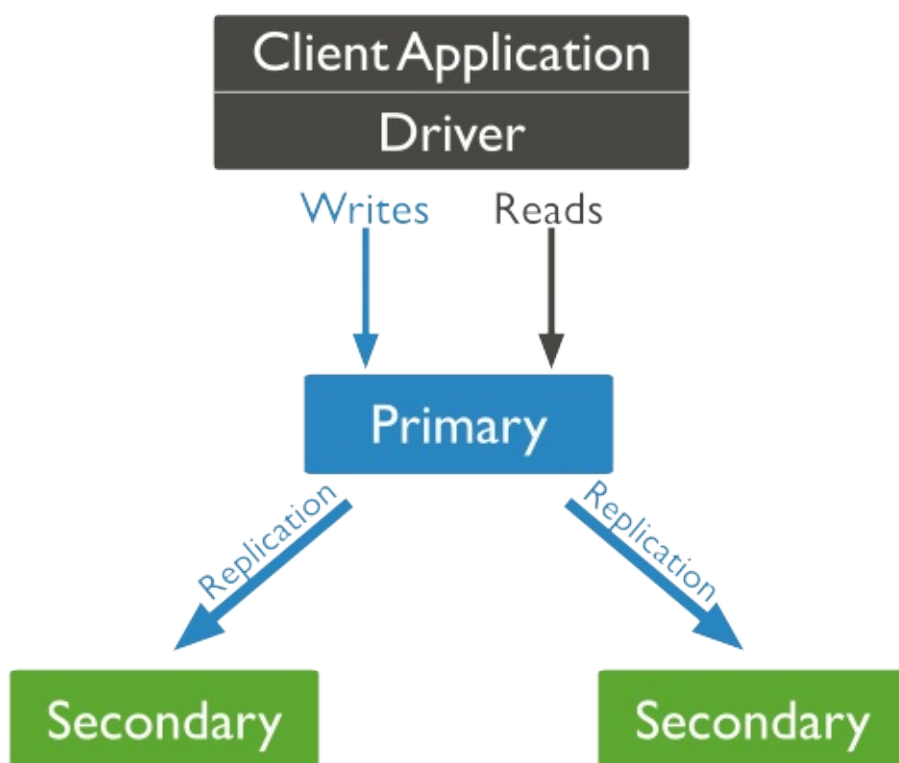 Client Application
Driver
Writes Reads
Primary
Replication Replication
Secondary Secondary